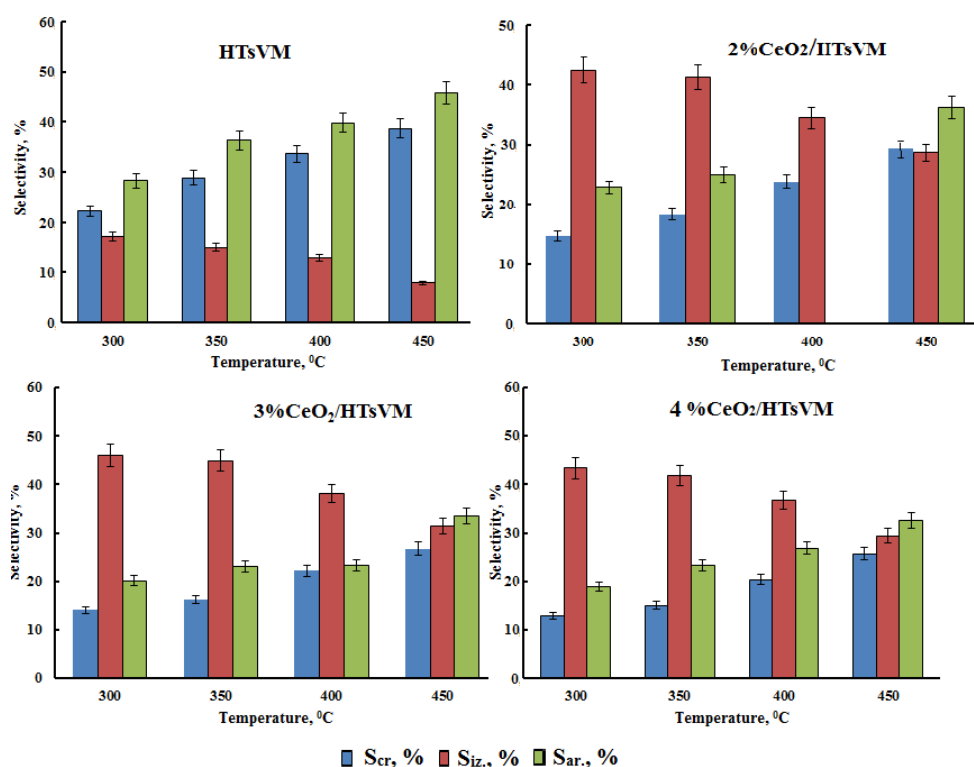 HTsVM
Selectivity, %
60
50
40
30
20
10
0
300 350 400 450
Temperature, ⁰C
2%CeO2/HTsVM
Selectivity, %
50
40
30
20
10
0
300 350 400 450
Temperature, ⁰C
3%CeO₂/HTsVM
Selectivity, %
60
50
40
30
20
10
0
300 350 400 450
Temperature, ⁰C
4 %CeO2/HTsVM
Selectivity, %
60
50
40
30
20
10
0
300 350 400 450
Temperature, ⁰C
Scr, % Siz., % Sar., %